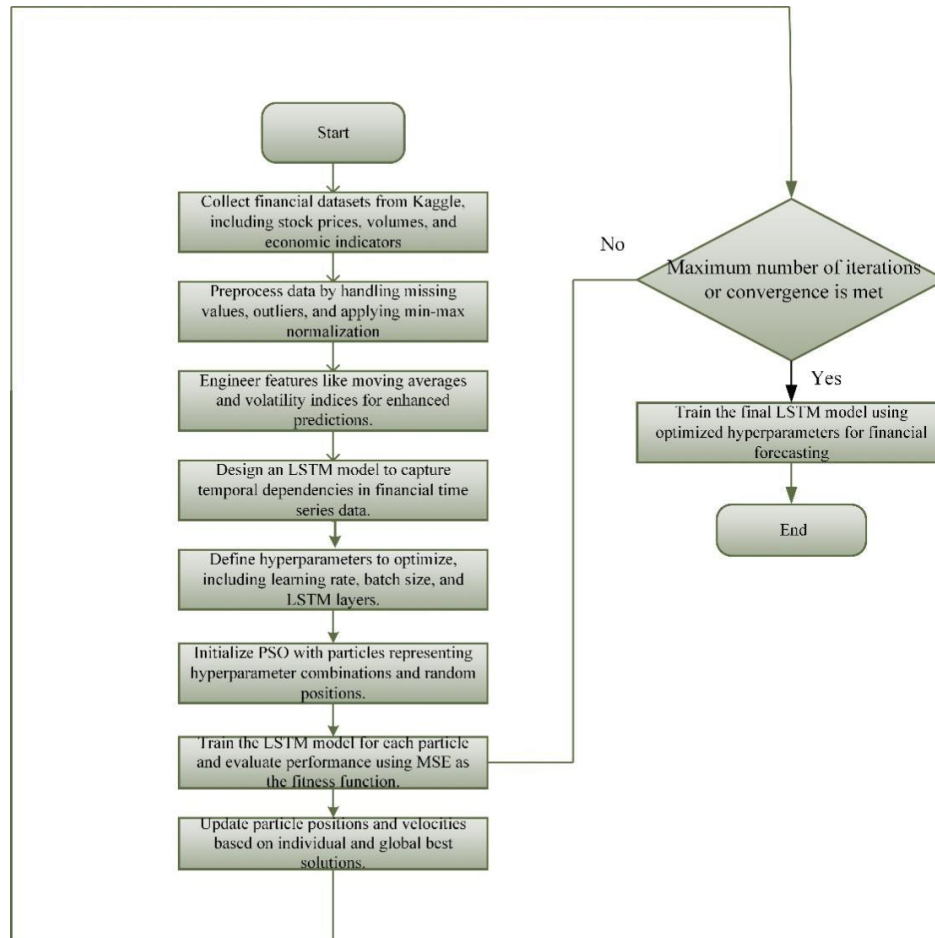 Start
Collect financial datasets from Kaggle,
including stock prices, volumes, and
economic indicators
Preprocess data by handling missing
values, outliers, and applying min-max
normalization
Engineer features like moving averages
and volatility indices for enhanced
predictions.
Design an LSTM model to capture
temporal dependencies in financial time
series data.
Define hyperparameters to optimize,
including learning rate, batch size, and
LSTM layers.
Initialize PSO with particles representing
hyperparameter combinations and random
positions.
Train the LSTM model for each particle
and evaluate performance using MSE as
the fitness function.
Update particle positions and velocities
based on individual and global best
solutions.
No
Maximum number of iterations
or convergence is met
Yes
Train the final LSTM model using
optimized hyperparameters for financial
forecasting
End